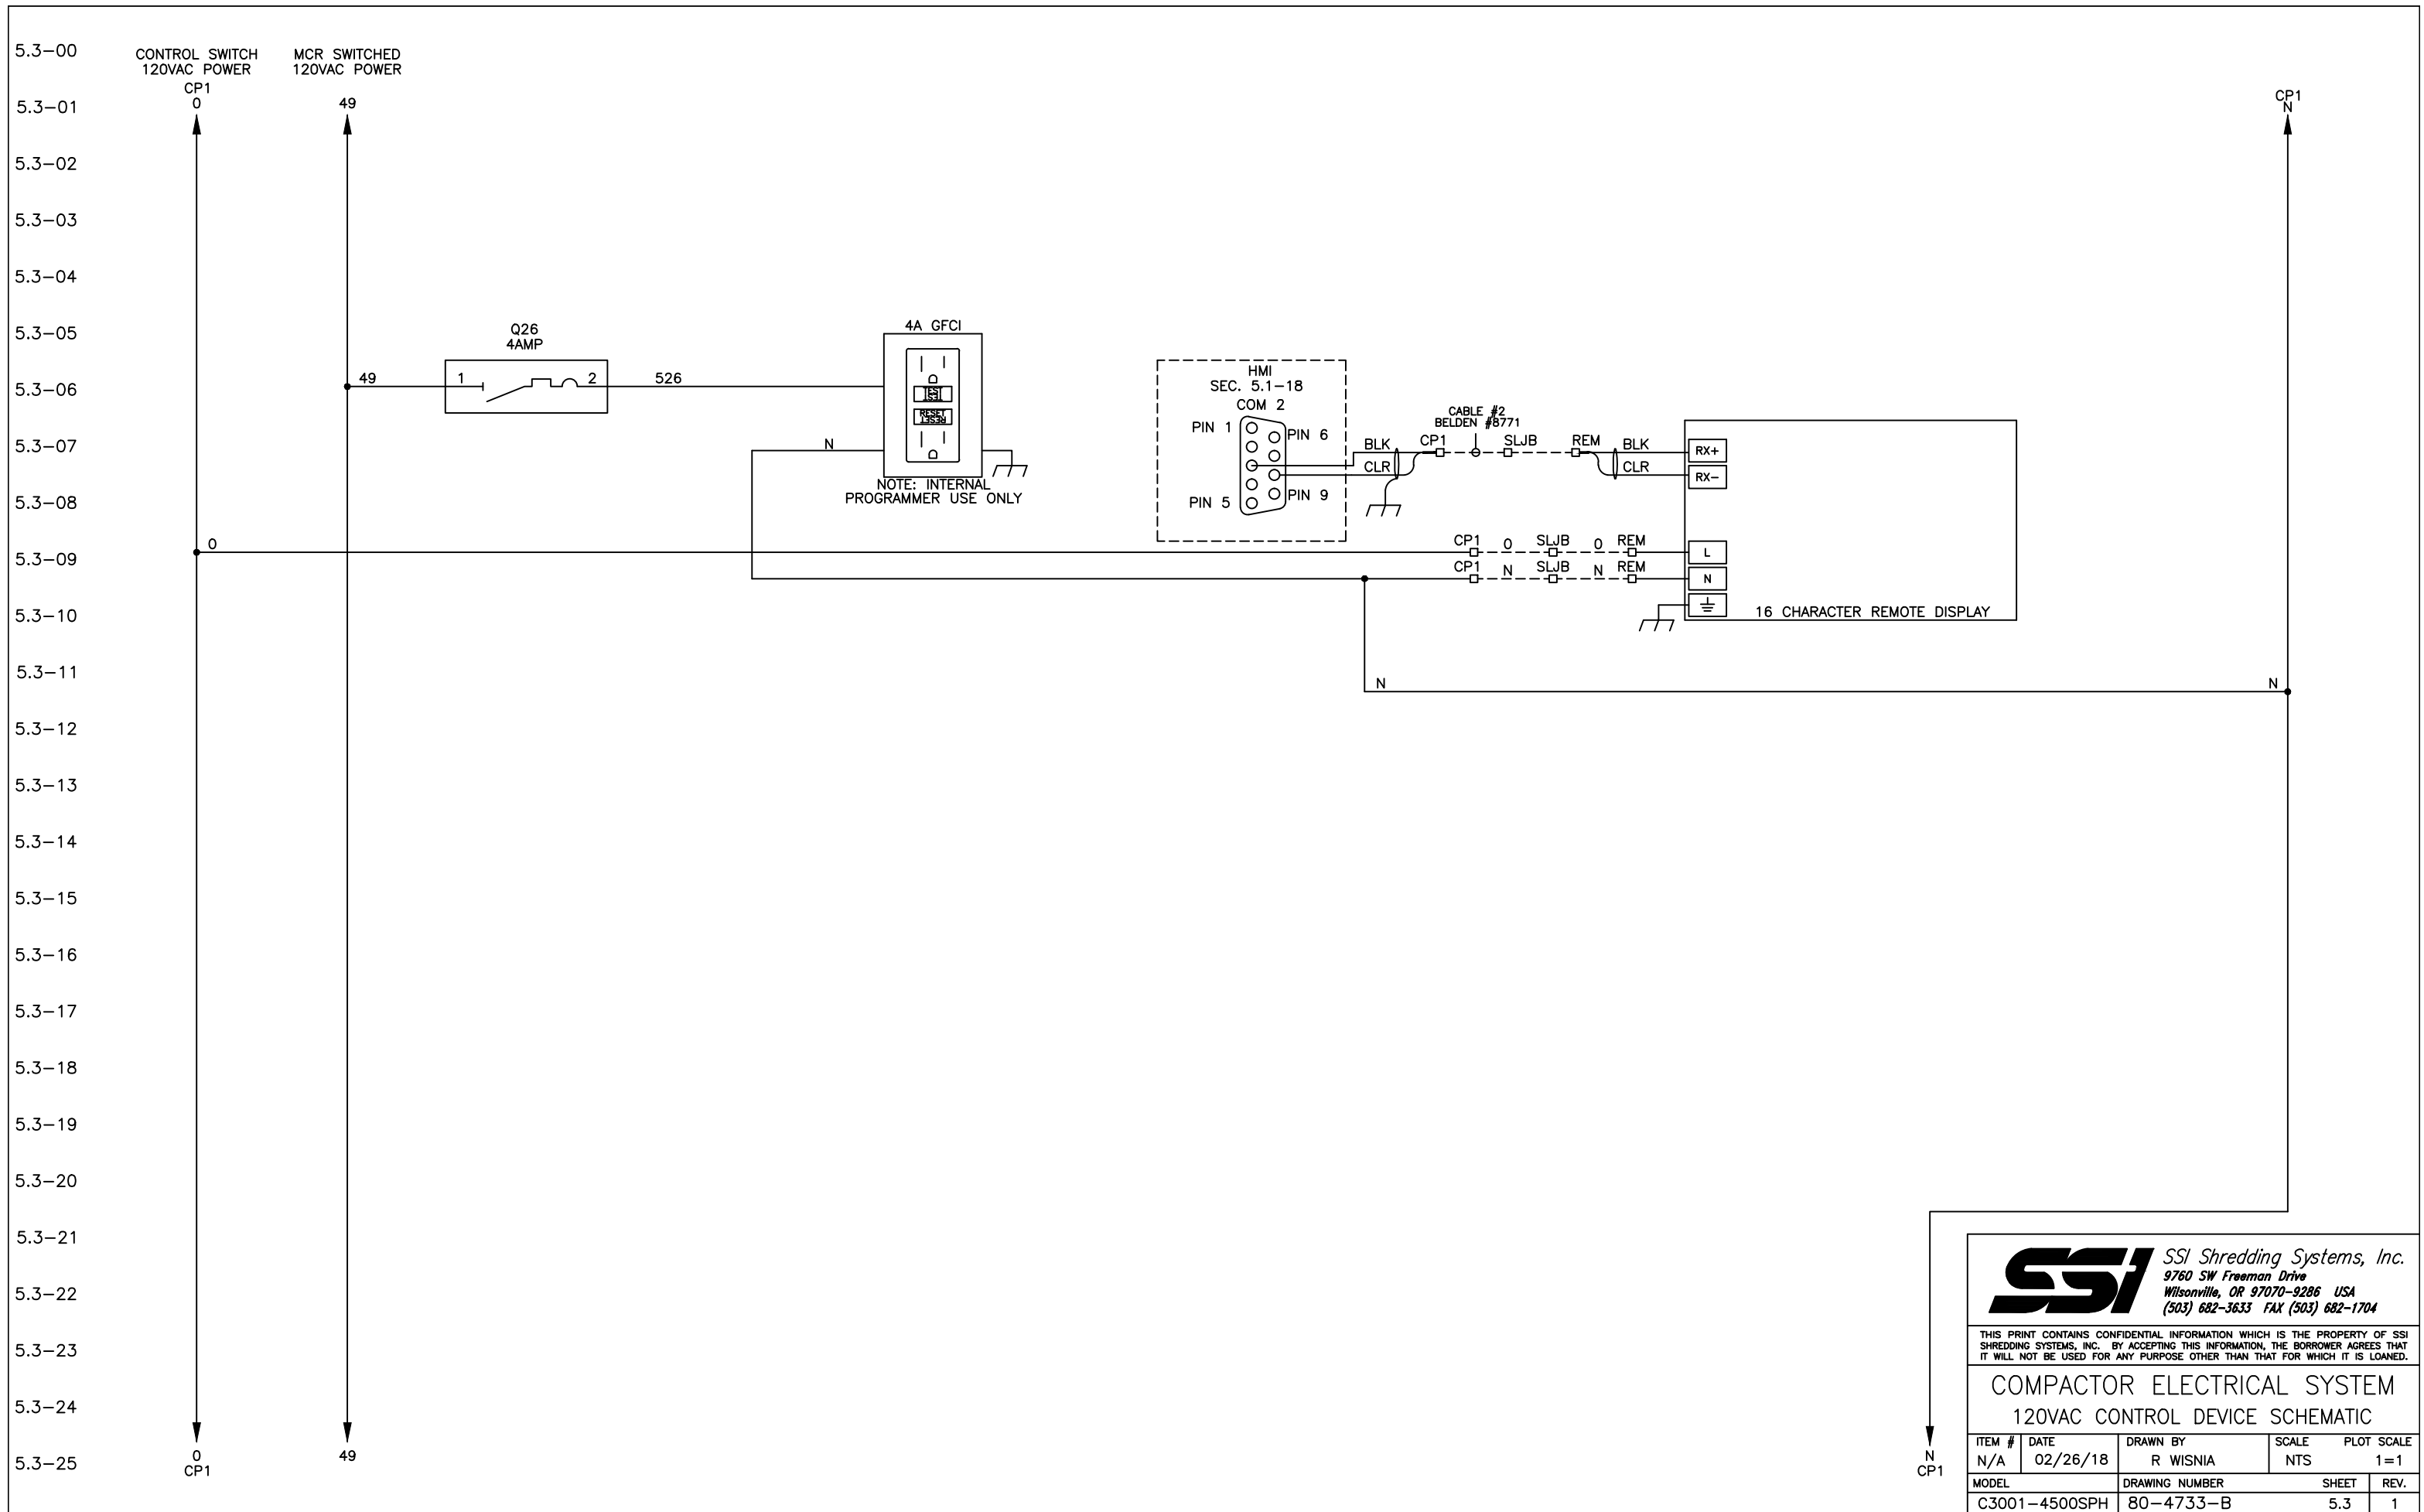 5.3-00
CONTROL SWITCH
120VAC POWER
CP1
0
MCR SWITCHED
120VAC POWER
49
CP1
N
5.3-01
5.3-02
5.3-03
5.3-04
5.3-05
5.3-06
5.3-07
5.3-08
5.3-09
5.3-10
5.3-11
5.3-12
5.3-13
5.3-14
5.3-15
5.3-16
5.3-17
5.3-18
5.3-19
5.3-20
5.3-21
5.3-22
5.3-23
5.3-24
5.3-25
Q26
4AMP
49
1
2
526
4A GFCI
TEST
TEST
RESET
RESET
N
NOTE: INTERNAL
PROGRAMMER USE ONLY
HMI
SEC. 5.1-18
COM 2
PIN 1
PIN 6
PIN 5
PIN 9
BLK
CLR
CABLE #2
BELDEN #8771
CP1
SLJB
REM
BLK
CLR
RX+
RX-
0
CP1
0
SLJB
0
REM
L
CP1
N
SLJB
N
REM
N
16 CHARACTER REMOTE DISPLAY
N
N
0
CP1
49
N
CP1
SSI
SSI Shredding Systems, Inc.
9760 SW Freeman Drive
Wilsonville, OR 97070-9286 USA
(503) 682-3633 FAX (503) 682-1704
THIS PRINT CONTAINS CONFIDENTIAL INFORMATION WHICH IS THE PROPERTY OF SSI
SHREDDING SYSTEMS, INC. BY ACCEPTING THIS INFORMATION, THE BORROWER AGREES THAT
IT WILL NOT BE USED FOR ANY PURPOSE OTHER THAN THAT FOR WHICH IT IS LOANED.
COMPACTOR ELECTRICAL SYSTEM
120VAC CONTROL DEVICE SCHEMATIC
ITEM # DATE DRAWN BY SCALE PLOT SCALE
N/A 02/26/18 R WISNIA NTS 1=1
MODEL DRAWING NUMBER SHEET REV.
C3001-4500SPH 80-4733-B 5.3 1